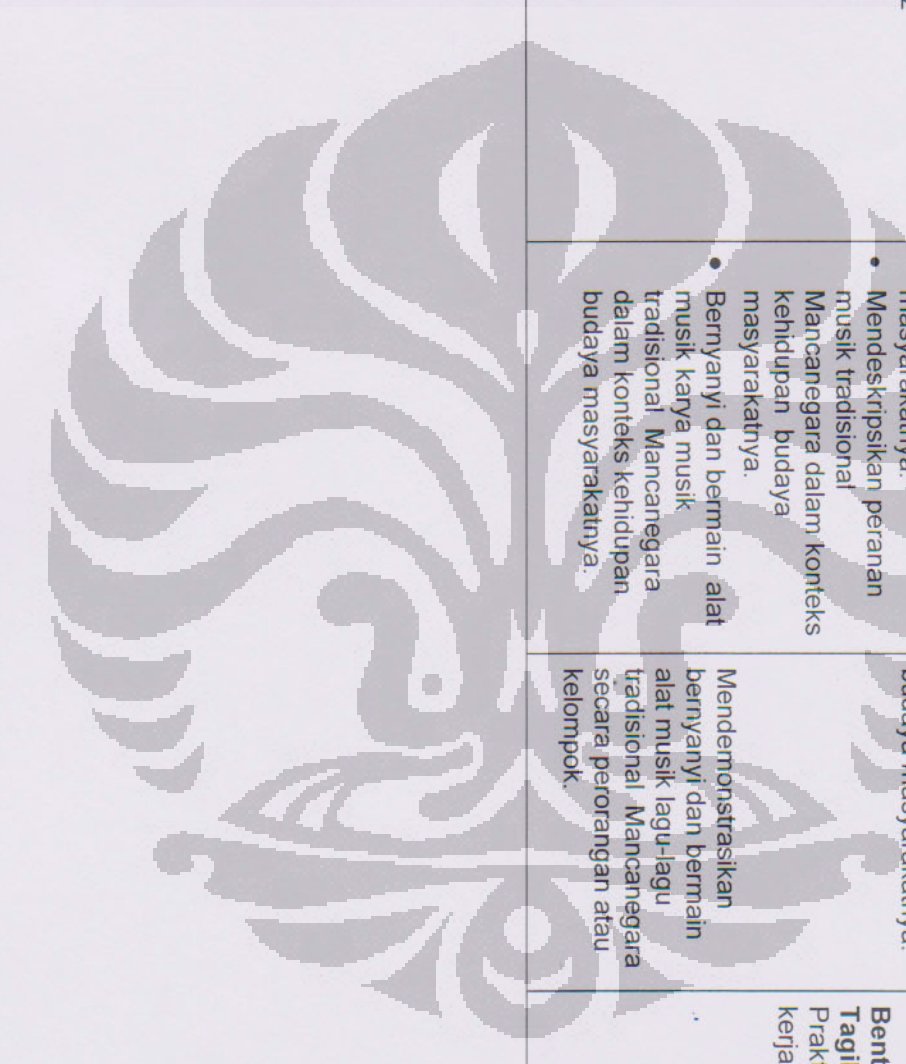 masyarakatnya.
• Mendeskripsikan peranan
musik tradisional
Mancanegara dalam konteks
kehidupan budaya
masyarakatnya.
• Bernyanyi dan bermain alat
musik karya musik
tradisional Mancanegara
dalam konteks kehidupan
budaya masyarakatnya.
budaya masyarakatnya.
Mendemonstrasikan
bernyanyi dan bermain
alat musik lagu-lagu
tradisional Mancanegara
secara perorangan atau
kelompok.
Bent
Tagi
Prakt
kerja